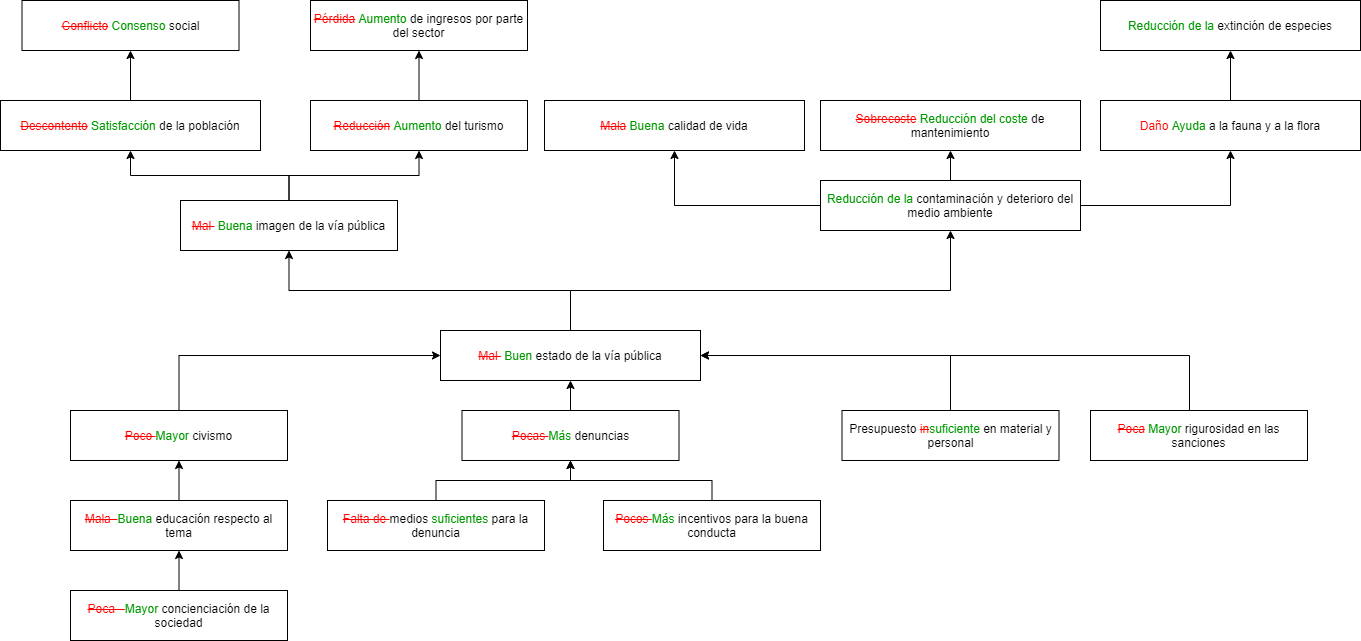 Conflicto Consenso social
Pérdida Aumento de ingresos por parte
del sector
Reducción de la extinción de especies
Descontento Satisfacción de la población
Reducción Aumento del turismo
Mala Buena calidad de vida
Sobrecoste Reducción del coste de
mantenimiento
Daño Ayuda a la fauna y a la flora
Reducción de la contaminación y deterioro del
medio ambiente
Mal Buena imagen de la vía pública
Mal Buen estado de la vía pública
Poco Mayor civismo
Pocas Más denuncias
Presupuesto insuficiente en material y
personal
Poca Mayor rigurosidad en las
sanciones
Mala Buena educación respecto al
tema
Falta de medios suficientes para la
denuncia
Pocos Más incentivos para la buena
conducta
Poca Mayor concienciación de la
sociedad